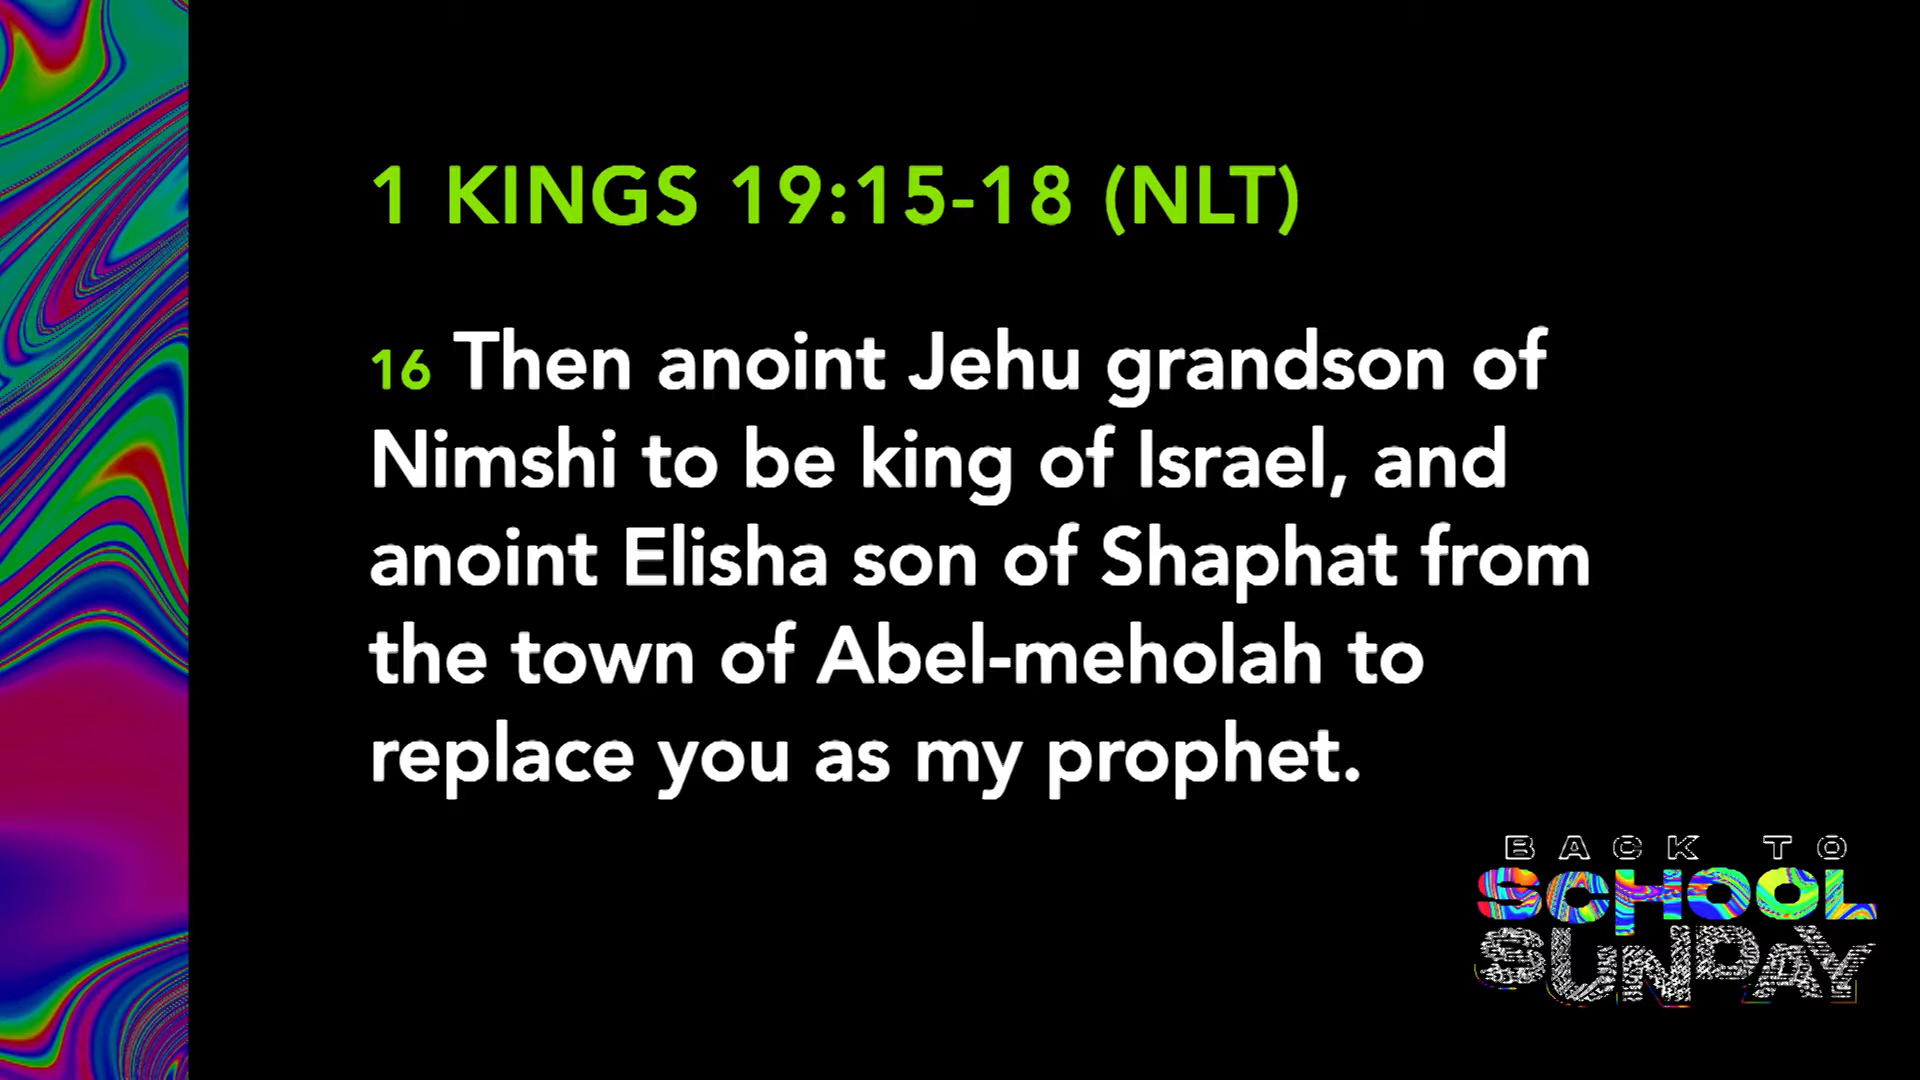 1 KINGS 19:15-18 (NLT)
16 Then anoint Jehu grandson of
Nimshi to be king of Israel, and
anoint Elisha son of Shaphat from
the town of Abel-meholah to
replace you as my prophet.
BACK TO
SCHOOL
SUNDAY